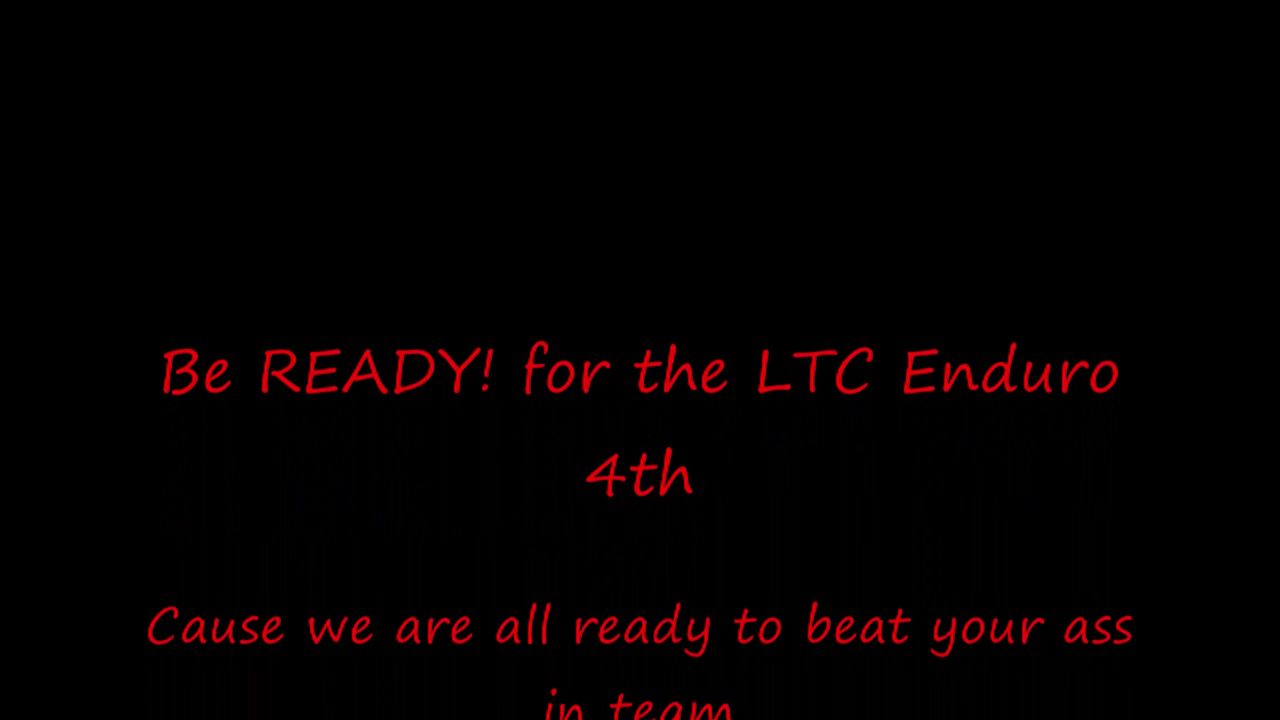 Be READY! for the LTC Enduro
4th
Cause we are all ready to beat your ass
in team